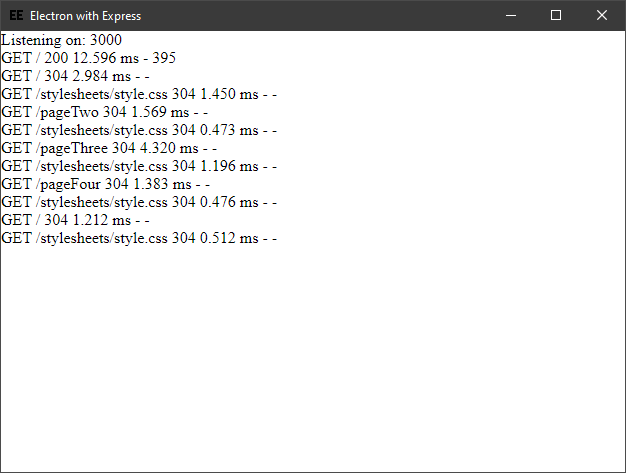 EE Electron with Express
Listening on: 3000
GET / 200 12.596 ms - 395
GET / 304 2.984 ms - -
GET /stylesheets/style.css 304 1.450 ms - -
GET /pageTwo 304 1.569 ms - -
GET /stylesheets/style.css 304 0.473 ms - -
GET /pageThree 304 4.320 ms - -
GET /stylesheets/style.css 304 1.196 ms - -
GET /pageFour 304 1.383 ms - -
GET /stylesheets/style.css 304 0.476 ms - -
GET / 304 1.212 ms - -
GET /stylesheets/style.css 304 0.512 ms - -